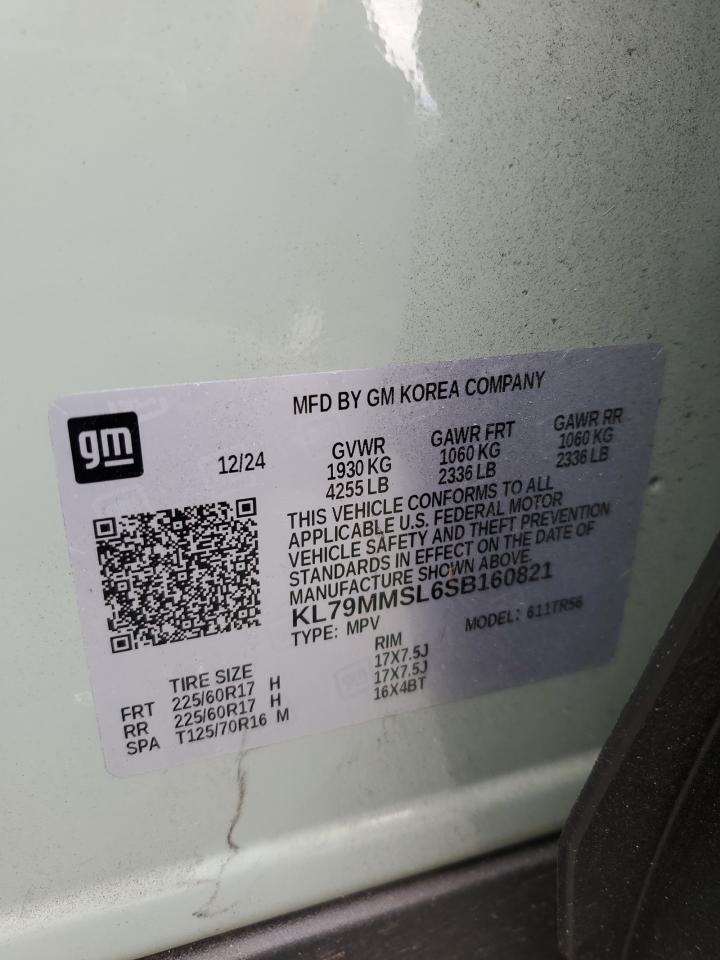 MFD BY GM KOREA COMPANY
gm
12/24
GVWR GAWR FRT GAWR RR
1930 KG 1060 KG 1060 KG
4255 LB 2336 LB 2336 LB
THIS VEHICLE CONFORMS TO ALL
APPLICABLE U.S. FEDERAL MOTOR
VEHICLE SAFETY AND THEFT PREVENTION
STANDARDS IN EFFECT ON THE DATE OF
MANUFACTURE SHOWN ABOVE.
KL79MMSL6SB160821
TYPE: MPV MODEL: 611TR56
TIRE SIZE RIM
FRT 225/60R17 H 17X7.5J
RR 225/60R17 H 17X7.5J
SPA T125/70R16 M 16X4BT